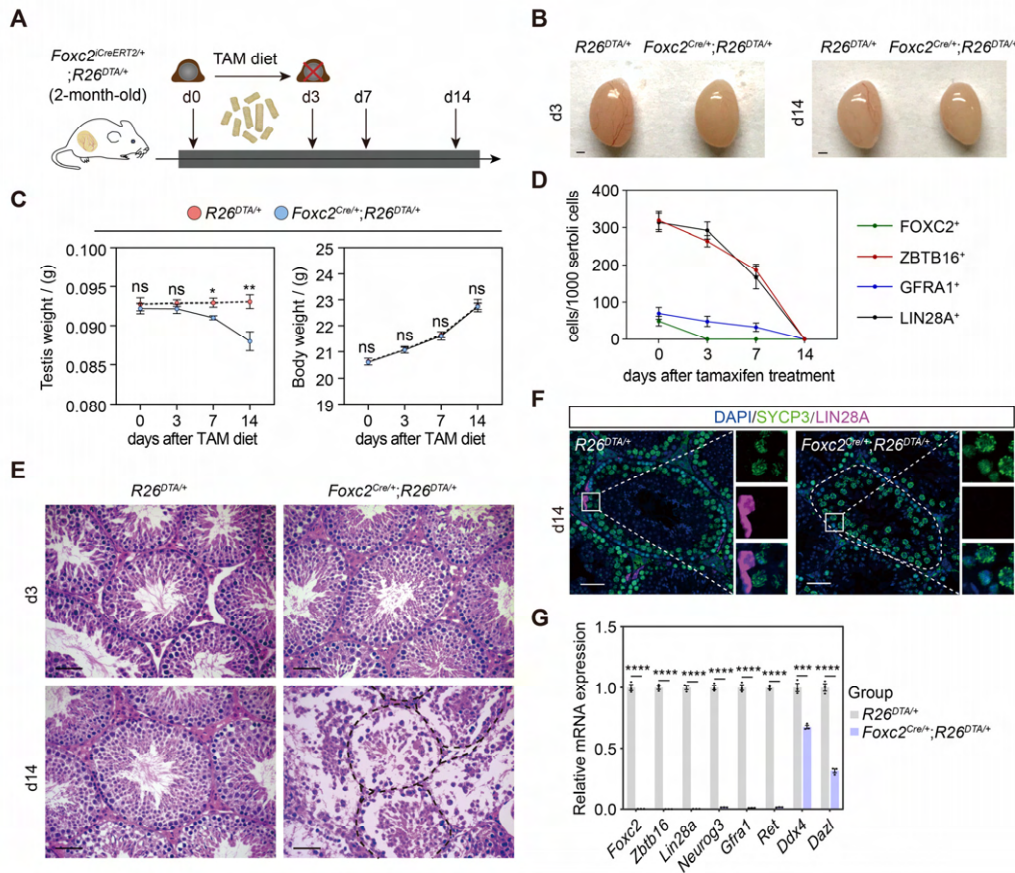 A
Foxc2iCreERT2/+
;R26DTA/+
(2-month-old)
TAM diet
d0
d3
d7
d14
B
R26DTA/+
Foxc2Cre/+;R26DTA/+
R26DTA/+
Foxc2Cre/+;R26DTA/+
d3
d14
C
R26DTA/+
Foxc2Cre/+;R26DTA/+
Testis weight / (g)
0.100
0.095
0.090
0.085
0.080
ns
ns
*
**
0
3
7
14
days after TAM diet
Body weight / (g)
24
23
22
21
20
19
ns
ns
ns
ns
0
3
7
14
days after TAM diet
D
cells/1000 sertoli cells
400
300
200
100
0
0
3
7
14
days after tamaxifen treatment
FOXC2+
ZBTB16+
GFRA1+
LIN28A+
E
R26DTA/+
Foxc2Cre/+;R26DTA/+
d3
d14
F
DAPI/SYCP3/LIN28A
R26DTA/+
Foxc2Cre/+;R26DTA/+
d14
G
Relative mRNA expression
1.5
1.0
0.5
0.0
**** **** **** **** **** **** *** ****
Foxc2
Zbtb16
Lin28a
Neurog3
Gfra1
Ret
Ddx4
Dazl
Group
R26DTA/+
Foxc2Cre/+;R26DTA/+